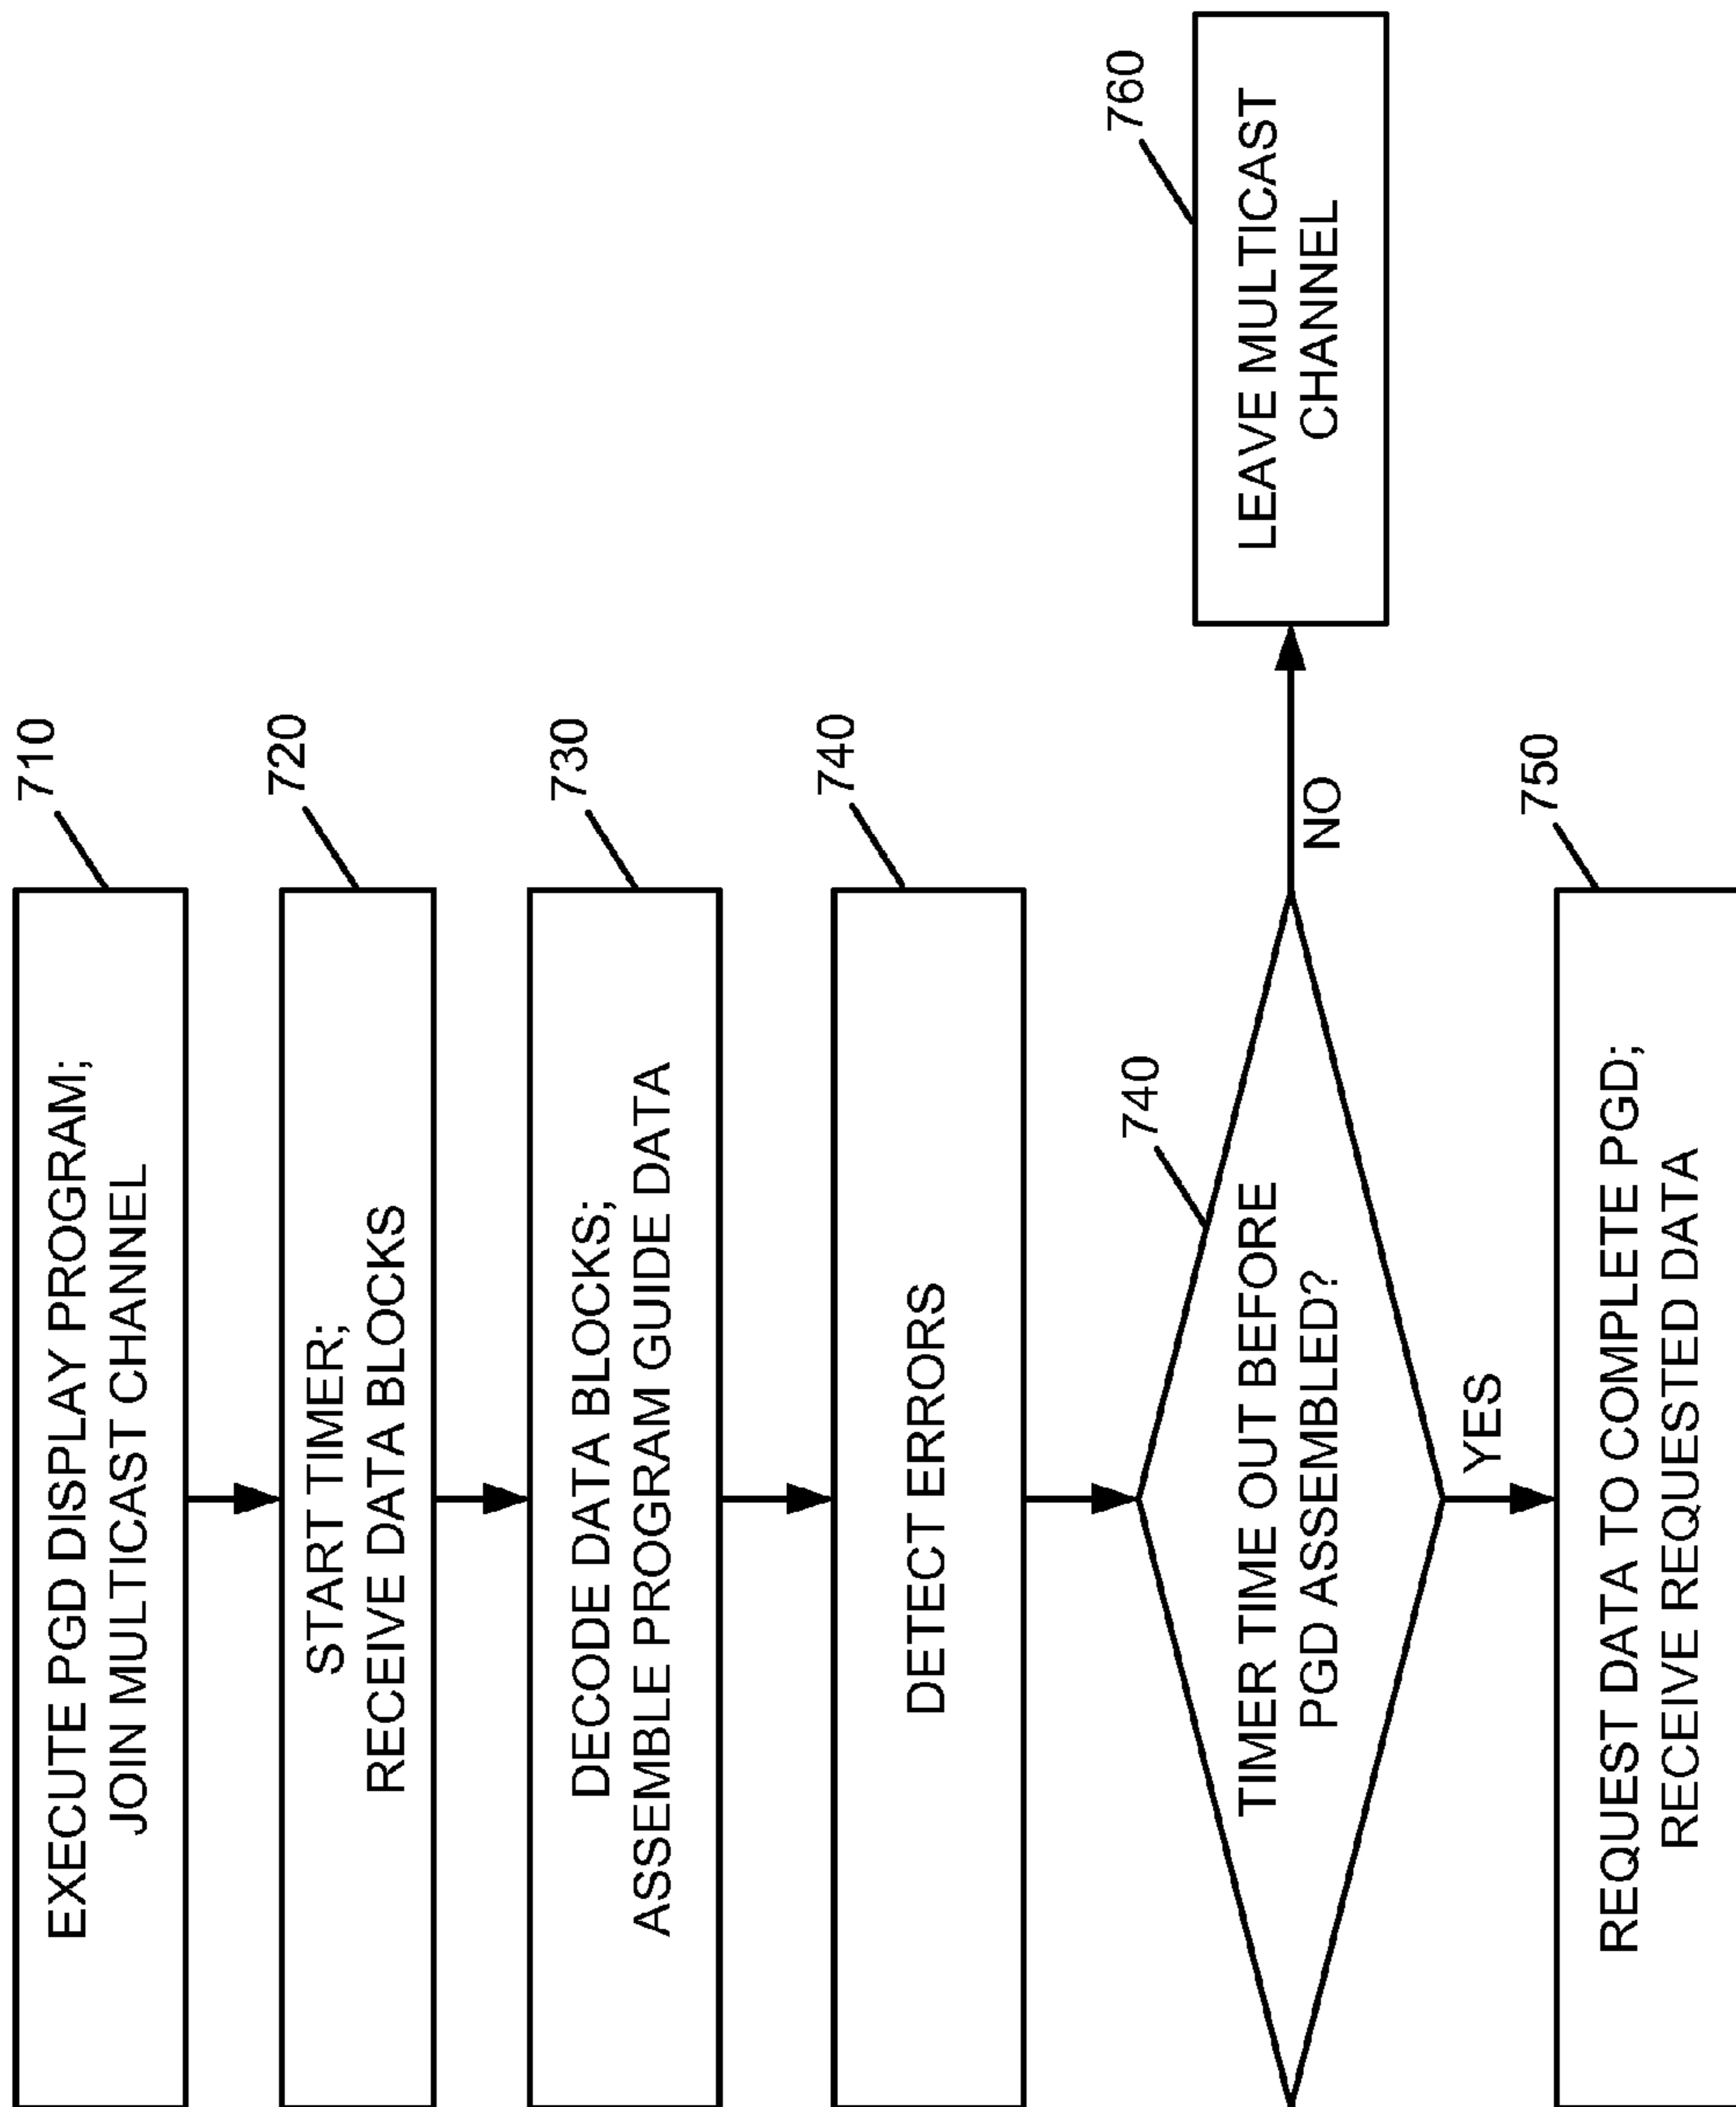 710
EXECUTE PGD DISPLAY PROGRAM;
JOIN MULTICAST CHANNEL
720
START TIMER;
RECEIVE DATA BLOCKS
730
DECODE DATA BLOCKS;
ASSEMBLE PROGRAM GUIDE DATA
740
DETECT ERRORS
740
TIMER TIME OUT BEFORE
PGD ASSEMBLED?
NO
760
LEAVE MULTICAST
CHANNEL
YES
750
REQUEST DATA TO COMPLETE PGD;
RECEIVE REQUESTED DATA